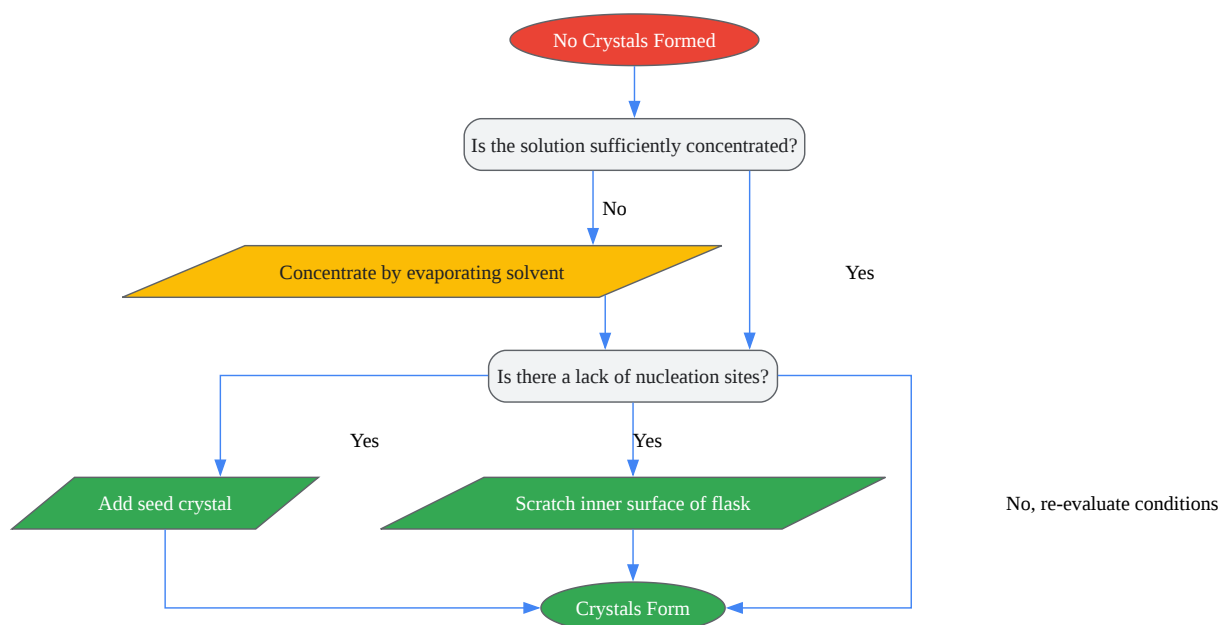 No Crystals Formed
Is the solution sufficiently concentrated?
No
Concentrate by evaporating solvent
Yes
Is there a lack of nucleation sites?
Yes
Yes
Add seed crystal
Scratch inner surface of flask
No, re-evaluate conditions
Crystals Form